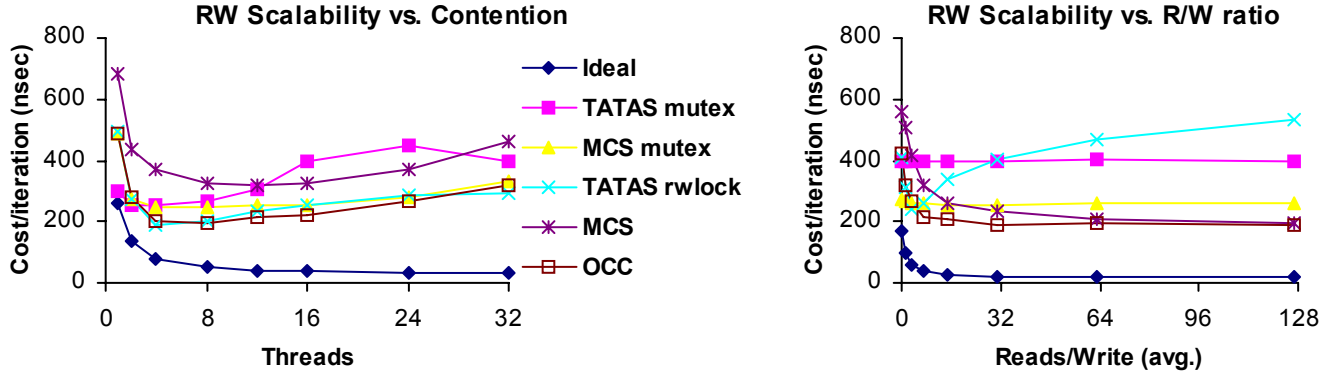 RW Scalability vs. Contention
Cost/iteration (nsec)
800
600
400
200
0
0 8 16 24 32
Threads
Ideal
TATAS mutex
MCS mutex
TATAS rwlock
MCS
OCC
RW Scalability vs. R/W ratio
Cost/iteration (nsec)
800
600
400
200
0
0 32 64 96 128
Reads/Write (avg.)